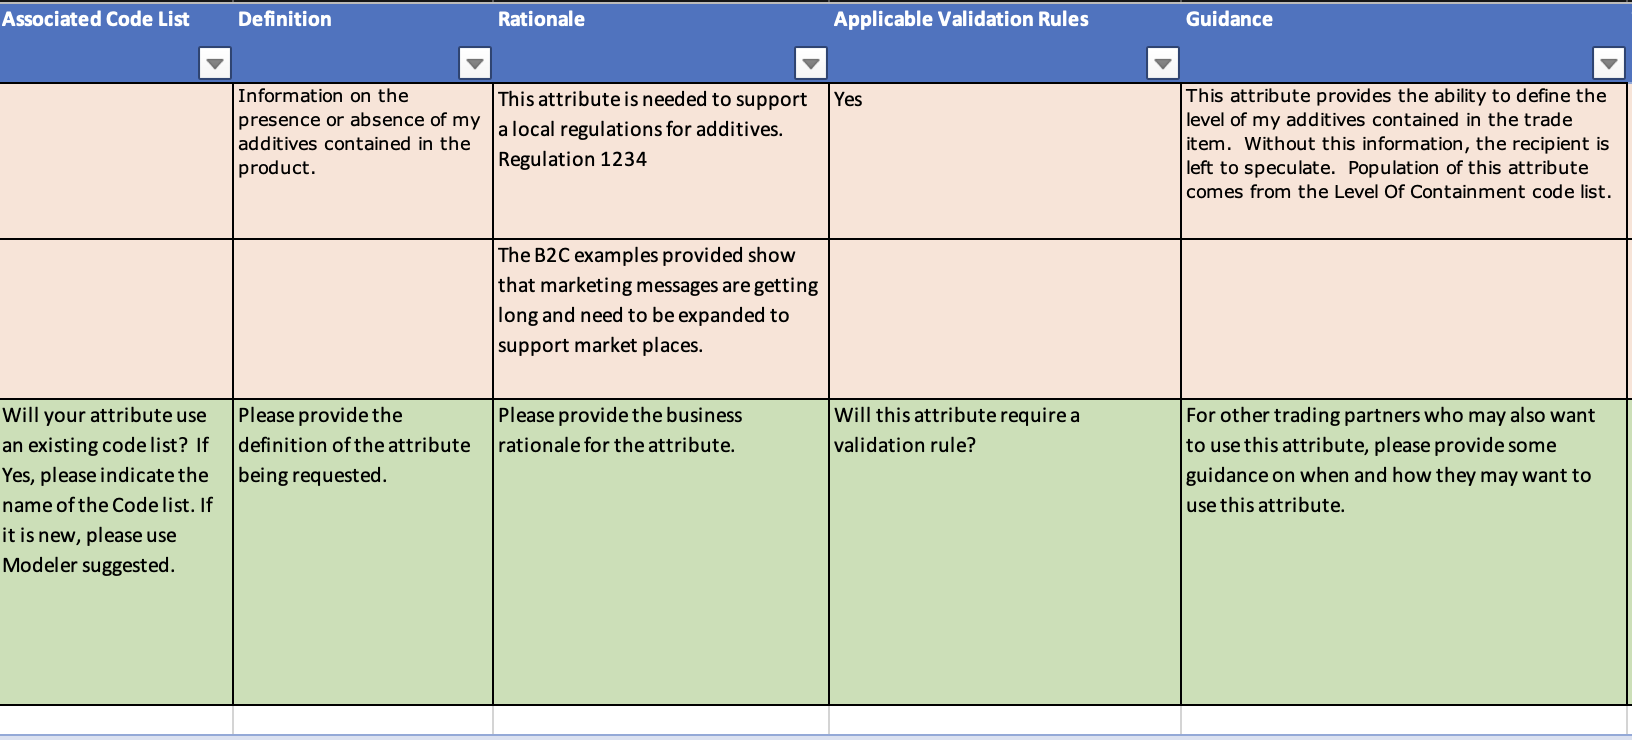 Associated Code List
Definition
Rationale
Applicable Validation Rules
Guidance
Information on the
presence or absence of my
additives contained in the
product.
This attribute is needed to support
a local regulations for additives.
Regulation 1234
Yes
This attribute provides the ability to define the
level of my additives contained in the trade
item.  Without this information, the recipient is
left to speculate.  Population of this attribute
comes from the Level Of Containment code list.
The B2C examples provided show
that marketing messages are getting
long and need to be expanded to
support market places.
Will your attribute use
an existing code list?  If
Yes, please indicate the
name of the Code list. If
it is new, please use
Modeler suggested.
Please provide the
definition of the attribute
being requested.
Please provide the business
rationale for the attribute.
Will this attribute require a
validation rule?
For other trading partners who may also want
to use this attribute, please provide some
guidance on when and how they may want to
use this attribute.